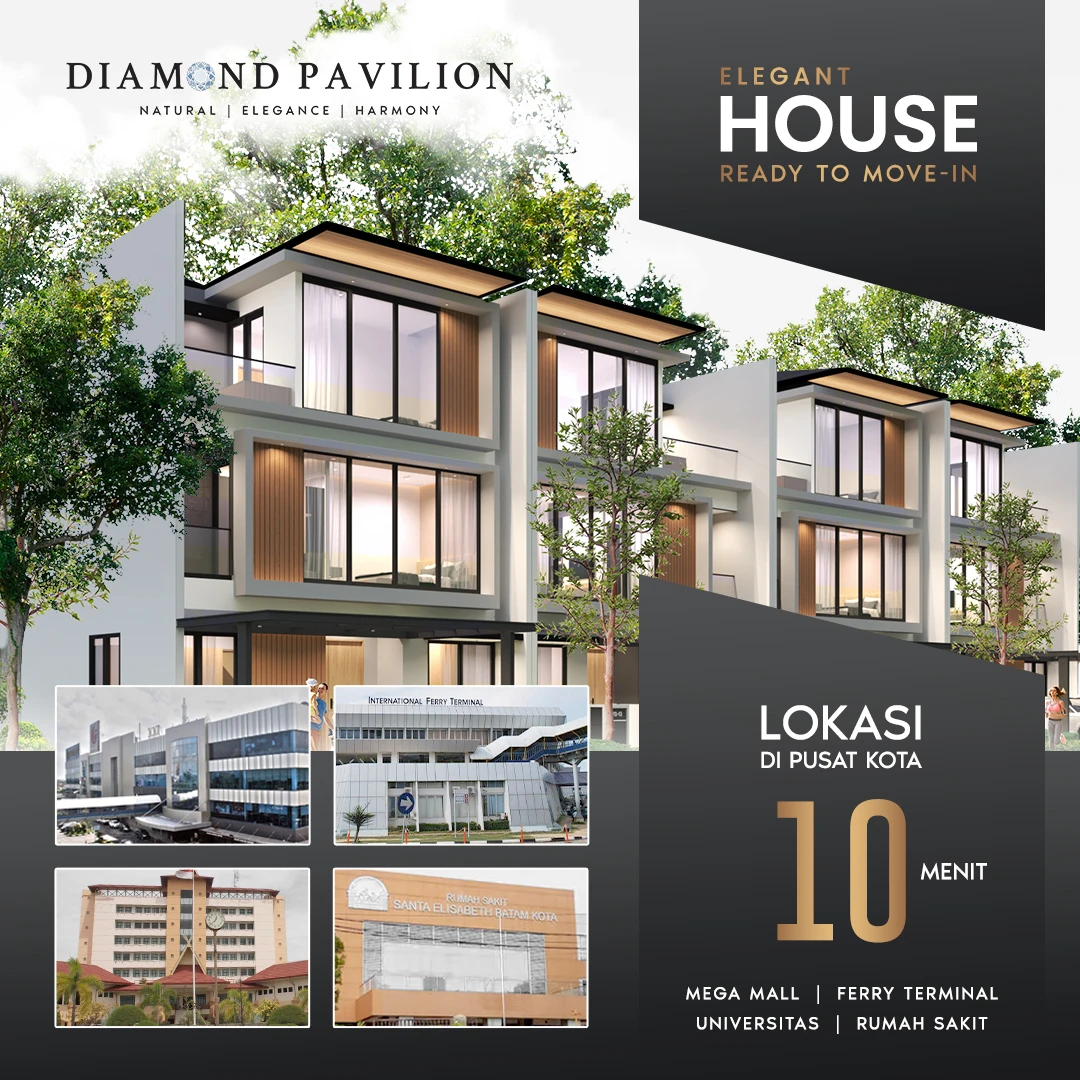 DIAMOND PAVILION
NATURAL | ELEGANCE | HARMONY
ELEGANT
HOUSE
READY TO MOVE-IN
INTERNATIONAL FERRY TERMINAL
RUMAH SAKIT
SANTA ELISABETH BATAM KOTA
LOKASI
DI PUSAT KOTA
10
MENIT
MEGA MALL | FERRY TERMINAL
UNIVERSITAS | RUMAH SAKIT